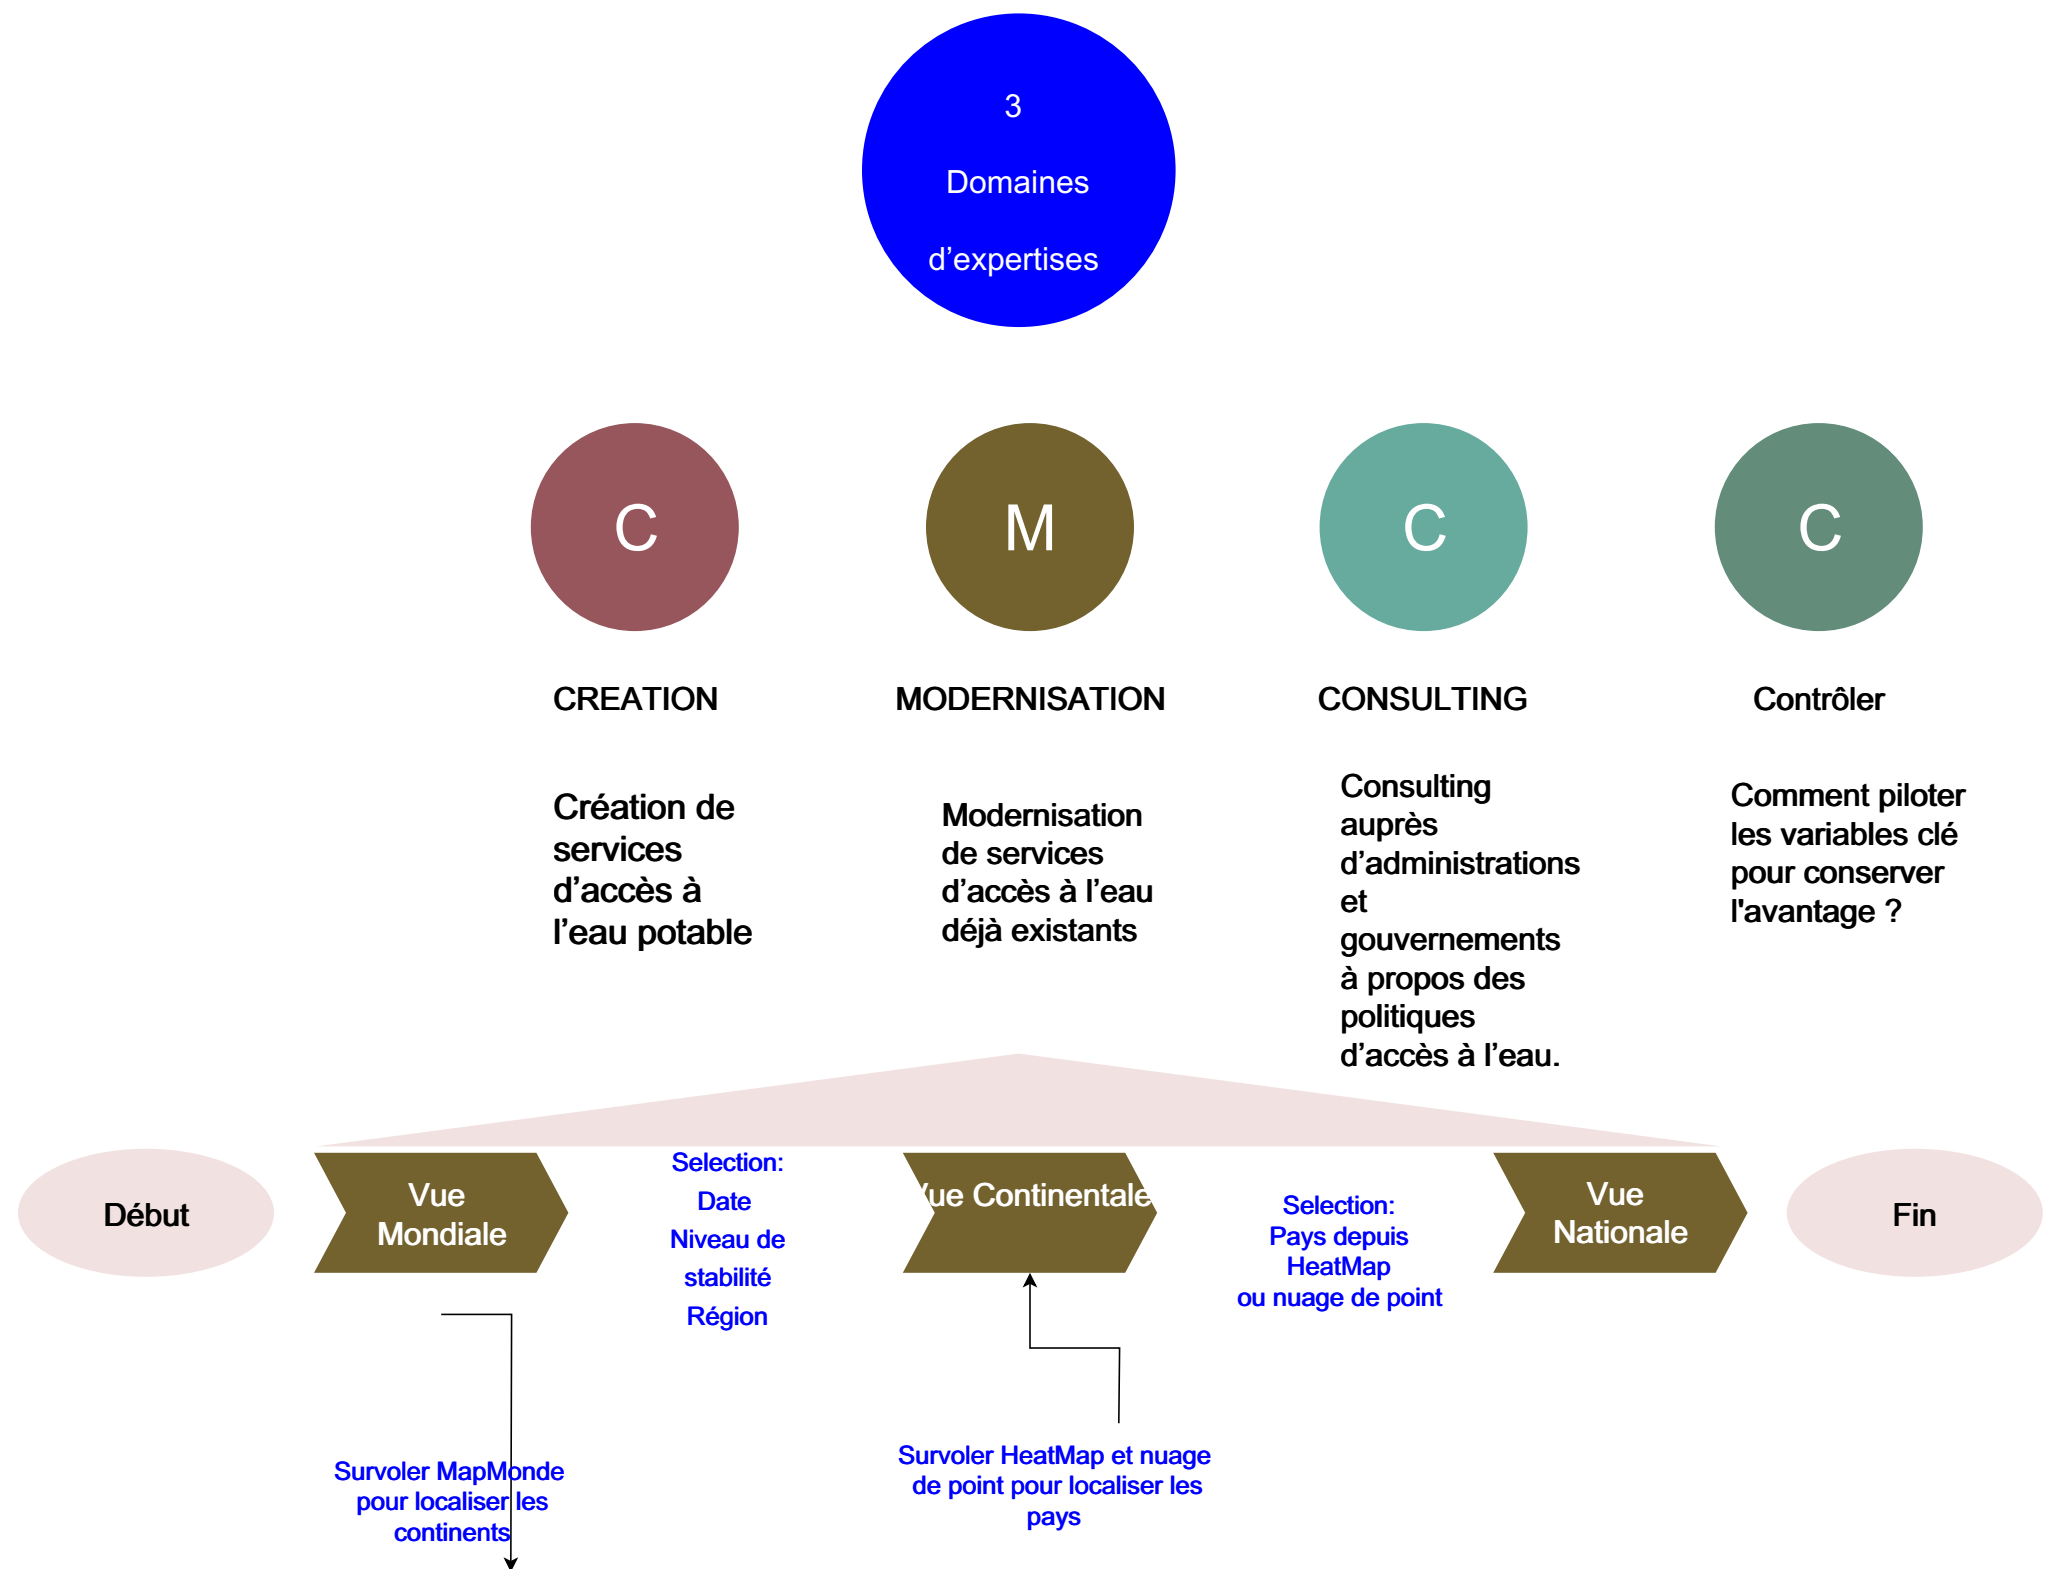 3
Domaines
d’expertises
C
M
C
C
CREATION
MODERNISATION
CONSULTING
Contrôler
Création de
services
d’accès à
l’eau potable
Modernisation
de services
d’accès à l’eau
déjà existants
Consulting
auprès
d’administrations
et
gouvernements
à propos des
politiques
d’accès à l’eau.
Comment piloter
les variables clé
pour conserver
l'avantage ?
Début
Vue
Mondiale
Selection:
Date
Niveau de
stabilité
Région
Vue Continentale
Selection:
Pays depuis
HeatMap
ou nuage de point
Vue
Nationale
Fin
Survoler MapMonde
pour localiser les
continents
Survoler HeatMap et nuage
de point pour localiser les
pays